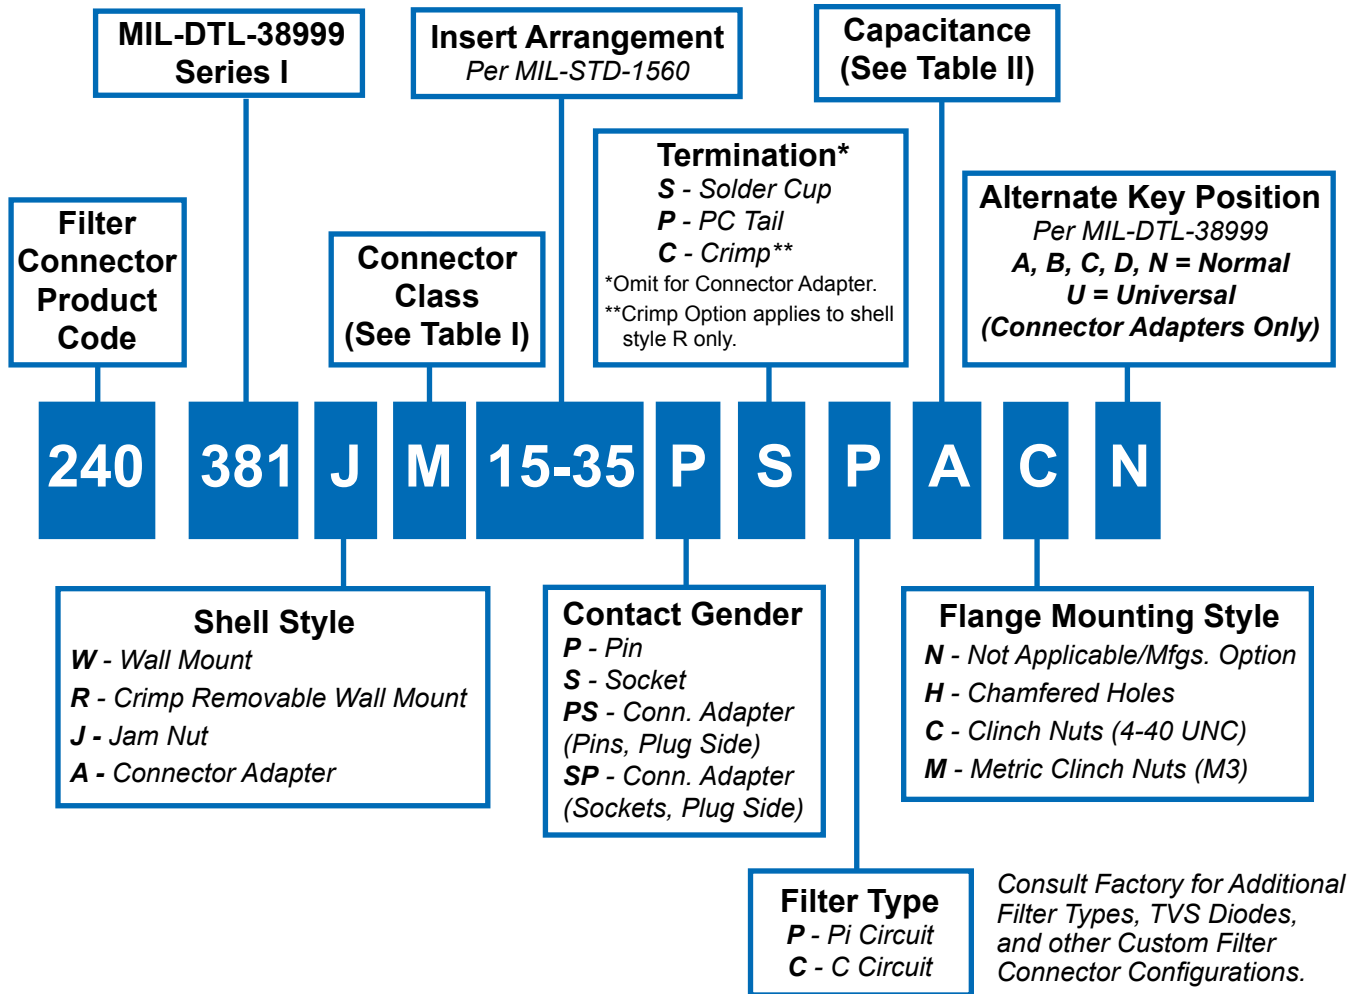 MIL-DTL-38999
Series I
Insert Arrangement
Per MIL-STD-1560
Capacitance
(See Table II)
Filter
Connector
Product
Code
Connector
Class
(See Table I)
Termination*
S - Solder Cup
P - PC Tail
C - Crimp**
*Omit for Connector Adapter.
**Crimp Option applies to shell
style R only.
Alternate Key Position
Per MIL-DTL-38999
A, B, C, D, N = Normal
U = Universal
(Connector Adapters Only)
240 381 J M 15-35 P S P A C N
Shell Style
W - Wall Mount
R - Crimp Removable Wall Mount
J - Jam Nut
A - Connector Adapter
Contact Gender
P - Pin
S - Socket
PS - Conn. Adapter
(Pins, Plug Side)
SP - Conn. Adapter
(Sockets, Plug Side)
Flange Mounting Style
N - Not Applicable/Mfgs. Option
H - Chamfered Holes
C - Clinch Nuts (4-40 UNC)
M - Metric Clinch Nuts (M3)
Filter Type
P - Pi Circuit
C - C Circuit
Consult Factory for Additional
Filter Types, TVS Diodes,
and other Custom Filter
Connector Configurations.